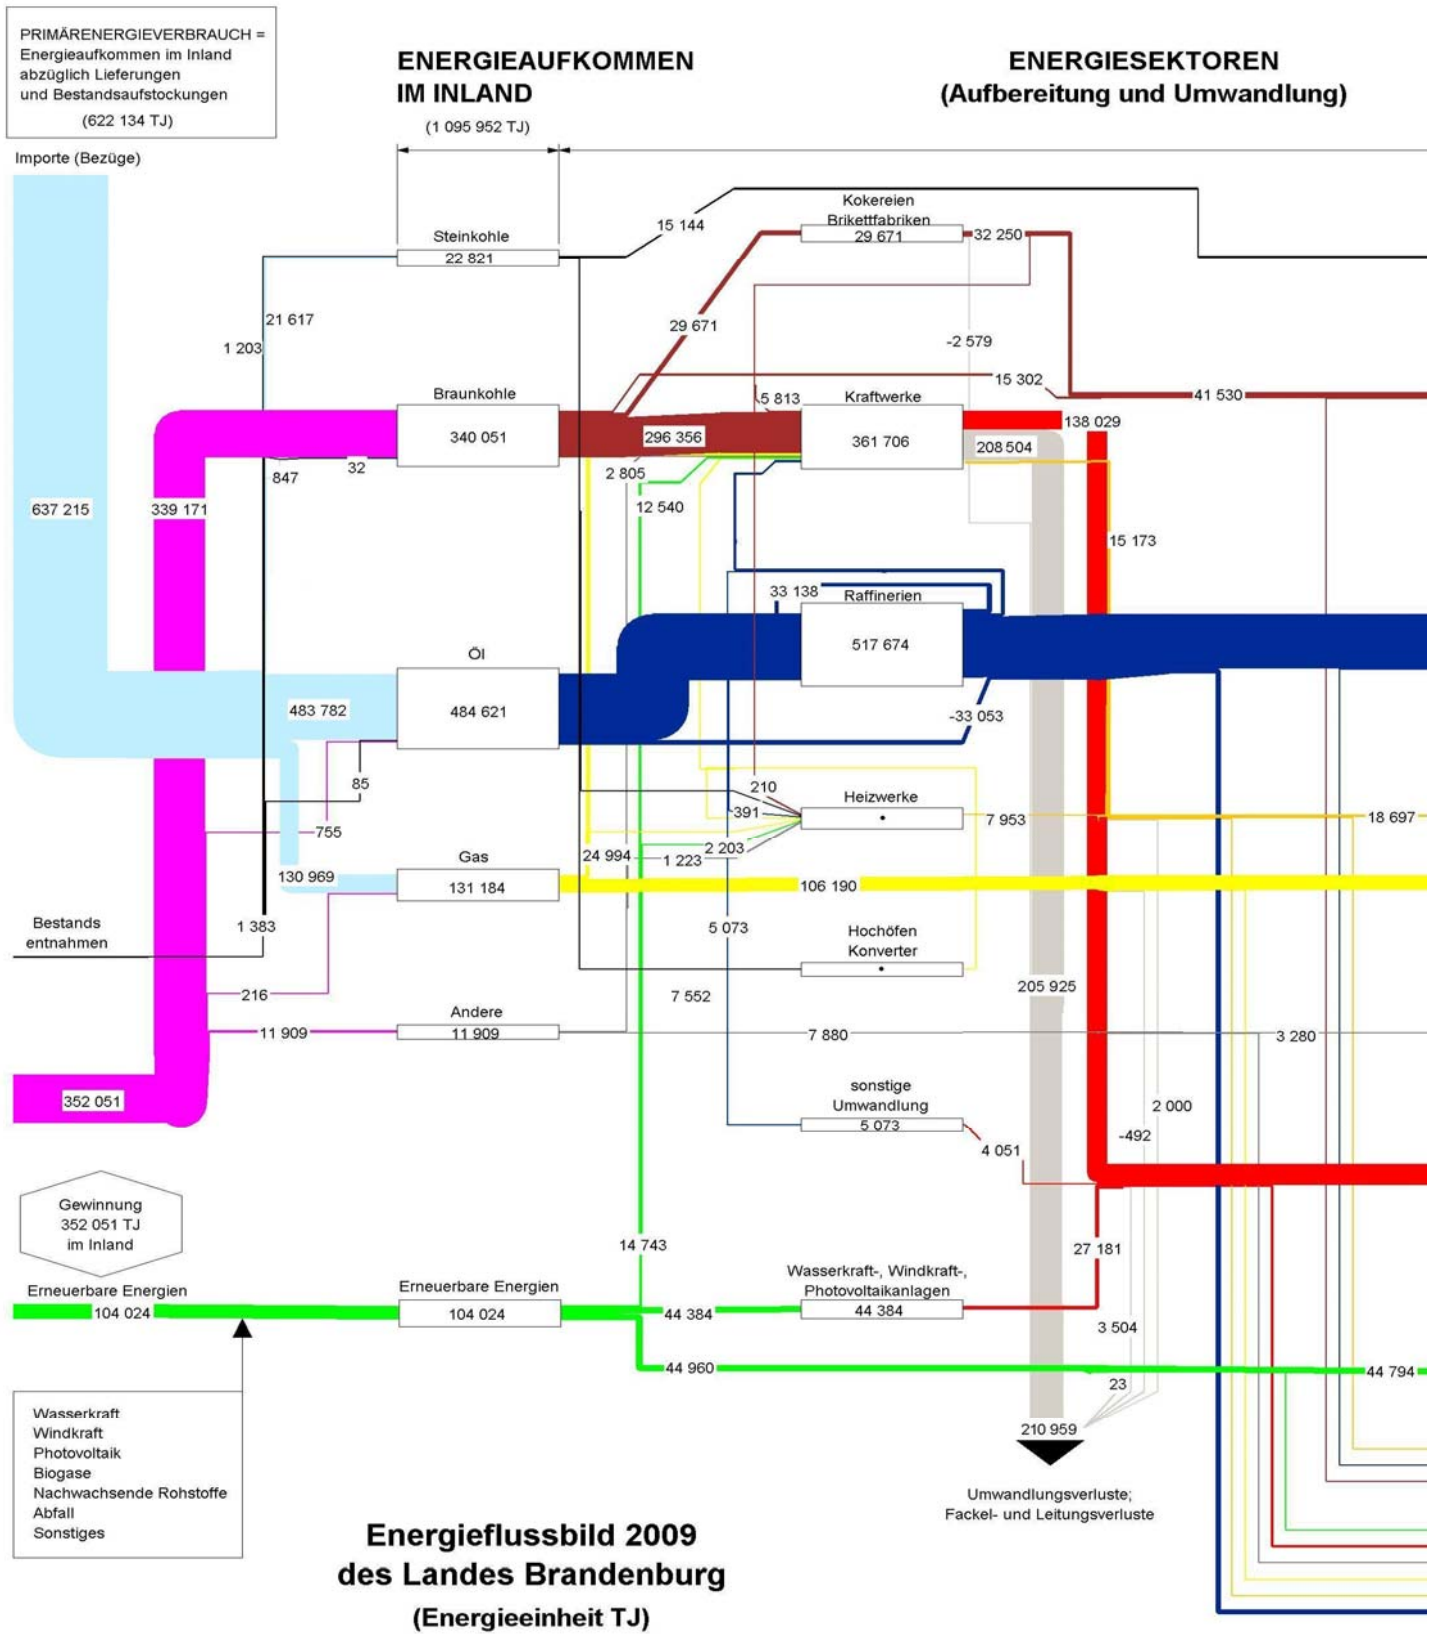 PRIMÄRENERGIEVERBRAUCH =
Energieaufkommen im Inland
abzüglich Lieferungen
und Bestandsaufstockungen
(622 134 TJ)
ENERGIEAUFKOMMEN
IM INLAND
(1 095 952 TJ)
ENERGIESEKTOREN
(Aufbereitung und Umwandlung)
Importe (Bezüge)
Kokereien
Brikettfabriken
29 671
32 250
15 144
Steinkohle
22 821
21 617
1 203
29 671
-2 579
15 302
41 530
Braunkohle
340 051
5 813
Kraftwerke
361 706
138 029
296 356
208 504
847
32
2 805
12 540
637 215
339 171
15 173
33 138
Raffinerien
517 674
Öl
484 621
483 782
-33 053
85
210
391
Heizwerke
•
7 953
18 697
755
2 203
24 994
1 223
Gas
131 184
130 969
106 190
Bestands
entnahmen
1 383
5 073
Hochöfen
Konverter
•
205 925
216
7 552
Andere
11 909
11 909
7 880
3 280
352 051
sonstige
Umwandlung
5 073
2 000
-492
4 051
Gewinnung
352 051 TJ
im Inland
14 743
27 181
Erneuerbare Energien
104 024
Erneuerbare Energien
104 024
Wasserkraft-, Windkraft-,
Photovoltaikanlagen
44 384
44 384
3 504
44 960
44 794
23
210 959
Umwandlungsverluste;
Fackel- und Leitungsverluste
Wasserkraft
Windkraft
Photovoltaik
Biogase
Nachwachsende Rohstoffe
Abfall
Sonstiges
Energieflussbild 2009
des Landes Brandenburg
(Energieeinheit TJ)